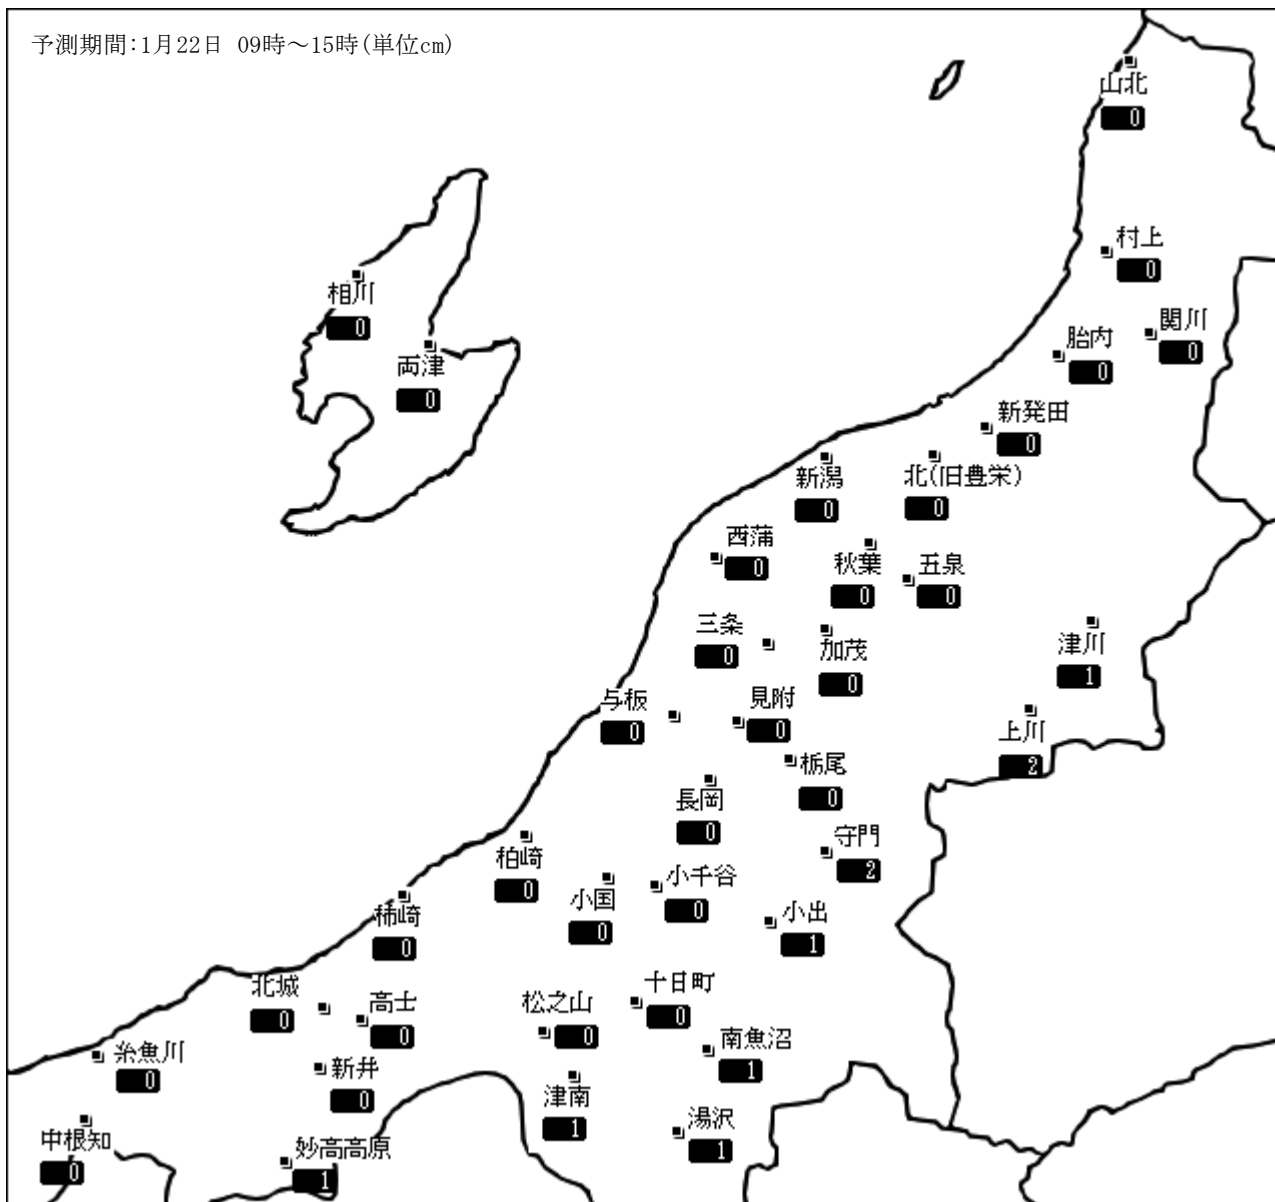 予測期間:1月22日 09時～15時(単位cm)
山北
0
村上
0
相川
0
関川
0
胎内
0
両津
0
新発田
0
新潟
0
北(旧豊栄)
0
西蒲
0
秋葉
0
五泉
0
三条
0
加茂
0
津川
1
与板
0
見附
0
上川
2
栃尾
0
長岡
0
守門
2
柏崎
0
小千谷
0
小国
0
小出
1
柿崎
0
北城
0
高士
0
松之山
0
十日町
0
南魚沼
1
糸魚川
0
新井
0
津南
1
湯沢
1
中根知
0
妙高高原
1